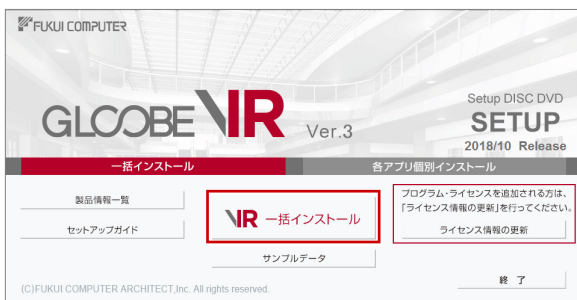 FUKUI COMPUTER
GLOOBE VR Ver.3
Setup DISC DVD
SETUP
2018/10 Release
一括インストール
各アプリ個別インストール
製品情報一覧
セットアップガイド
VR 一括インストール
サンプルデータ
プログラム・ライセンスを追加される方は、
「ライセンス情報の更新」を行ってください。
ライセンス情報の更新
終 了
(C)FUKUI COMPUTER ARCHITECT,Inc. All rights reserved.